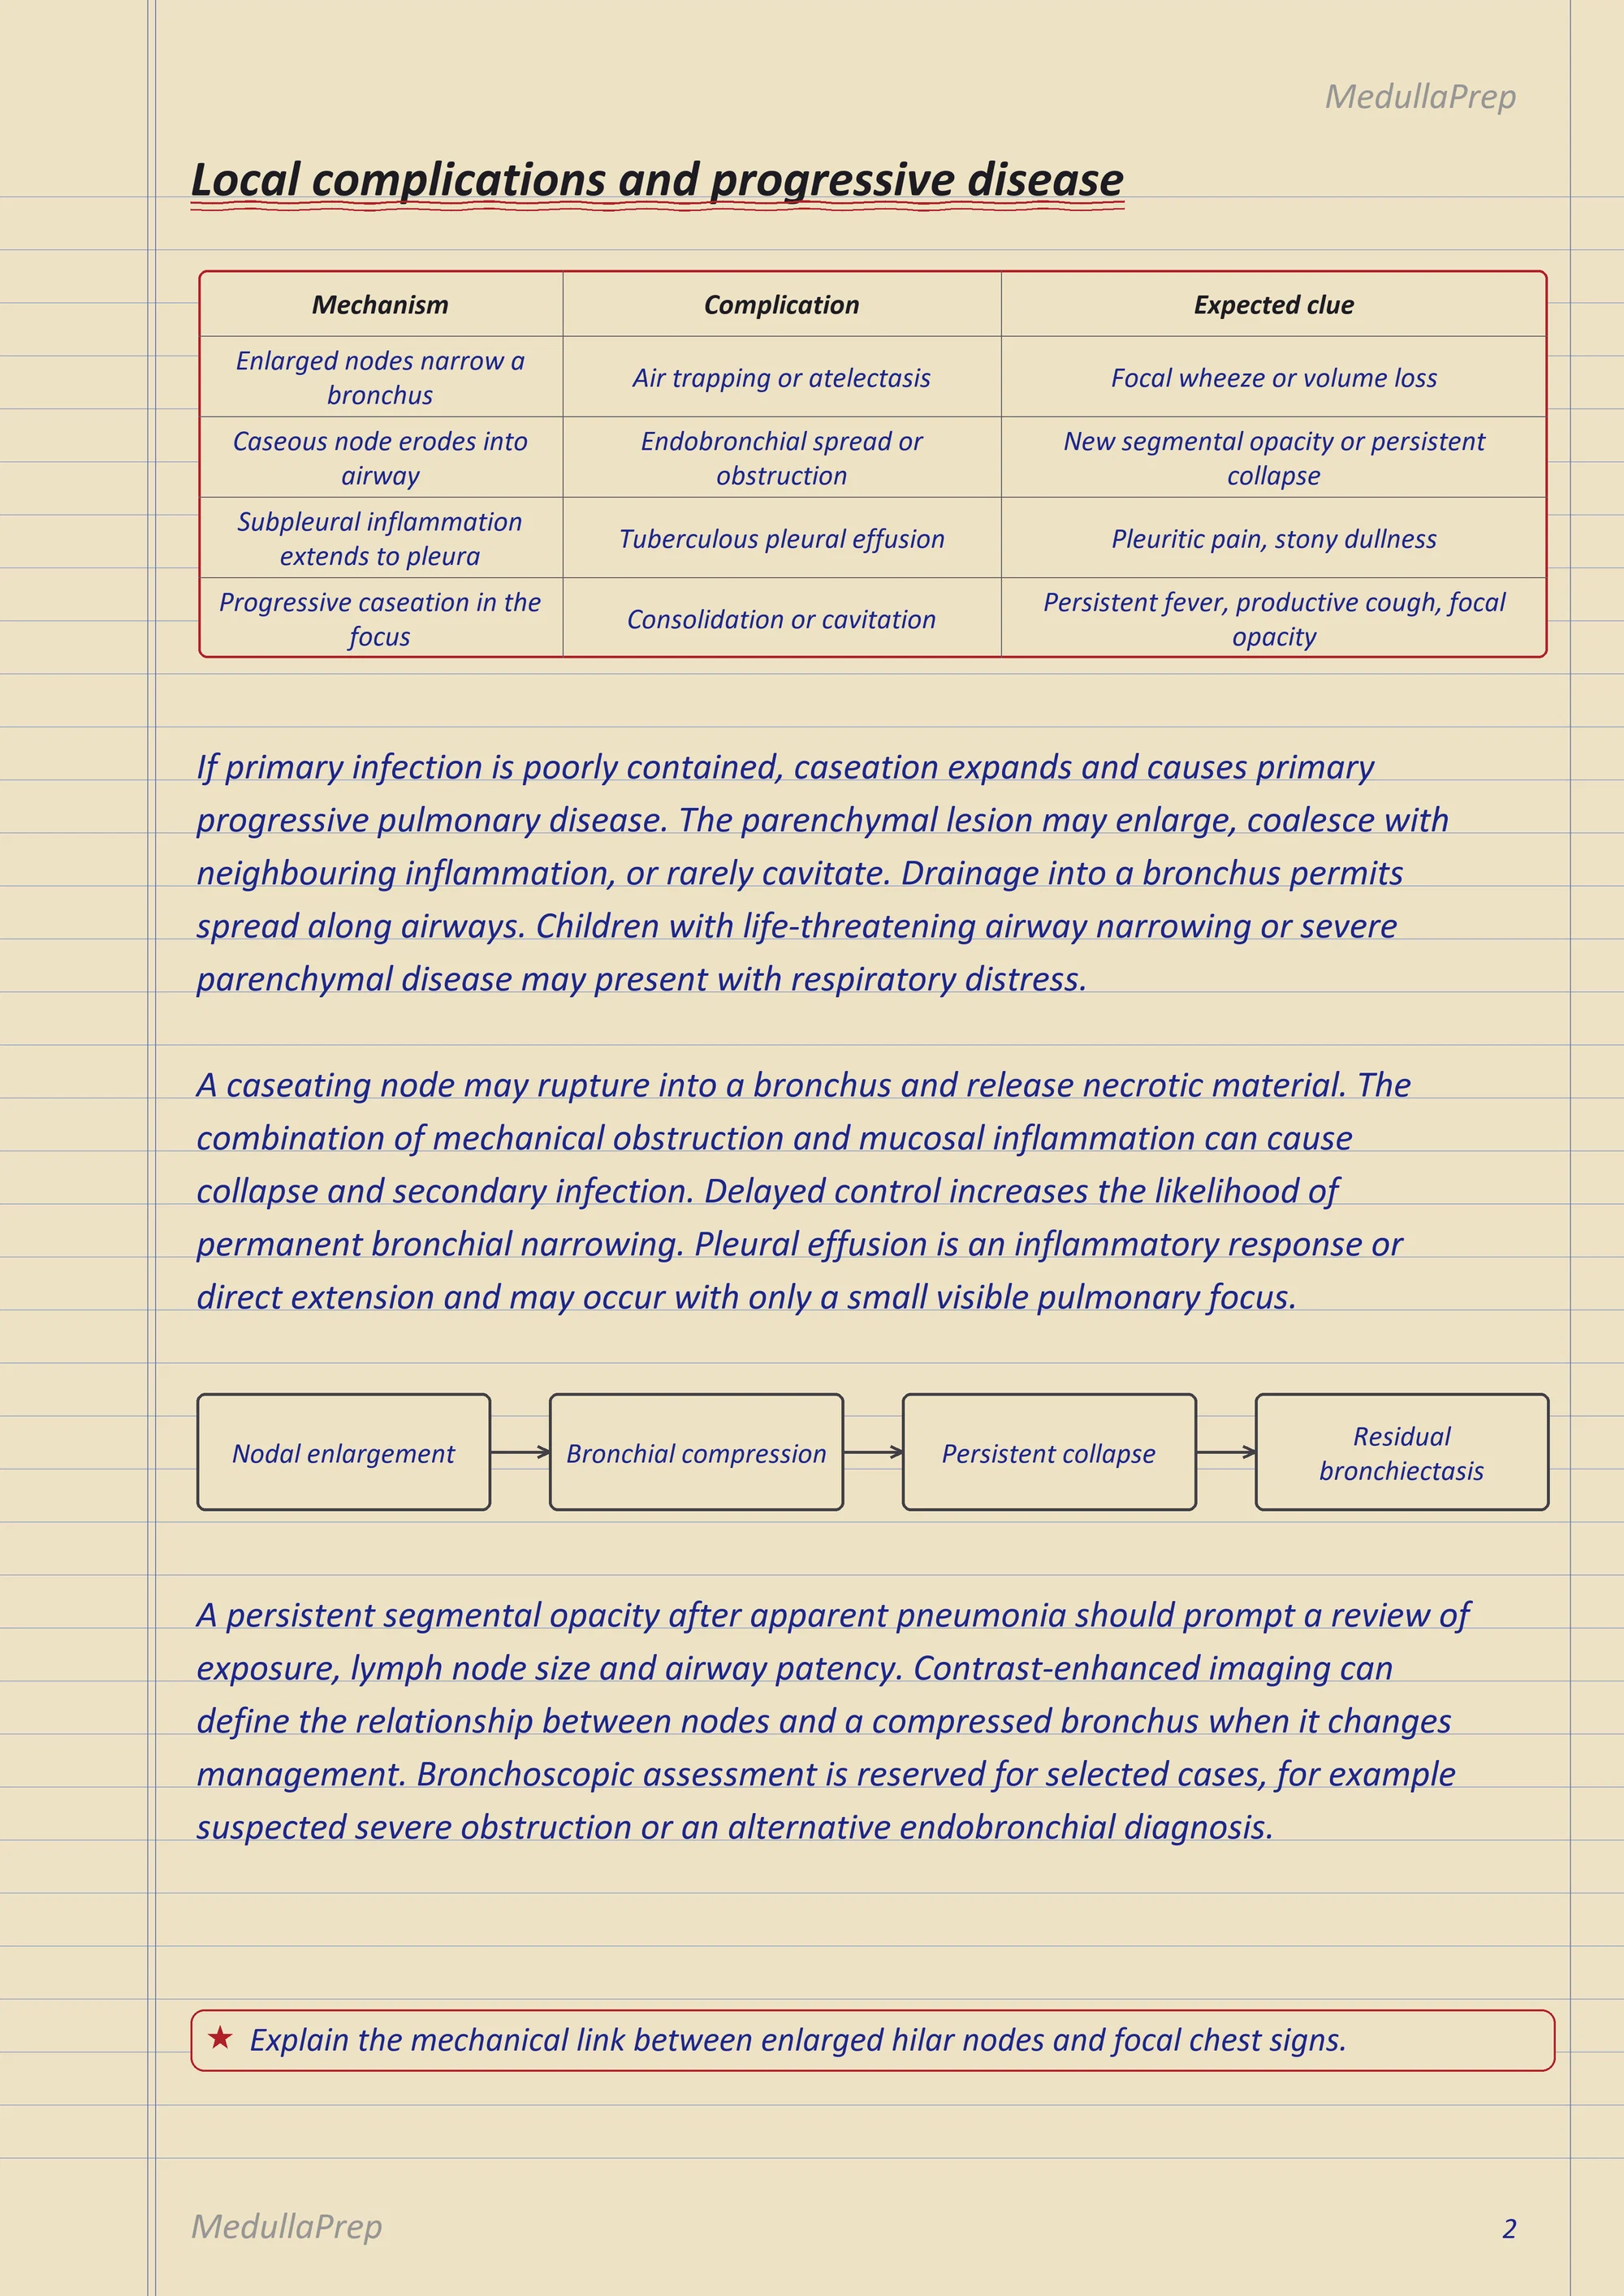 MedullaPrep
Local complications and progressive disease
Mechanism Complication Expected clue
Enlarged nodes narrow a
bronchus
Air trapping or atelectasis
Focal wheeze or volume loss
Caseous node erodes into
airway
Endobronchial spread or
obstruction
New segmental opacity or persistent
collapse
Subpleural inflammation
extends to pleura
Tuberculous pleural effusion
Pleuritic pain, stony dullness
Progressive caseation in the
focus
Consolidation or cavitation
Persistent fever, productive cough, focal
opacity
If primary infection is poorly contained, caseation expands and causes primary
progressive pulmonary disease. The parenchymal lesion may enlarge, coalesce with
neighbouring inflammation, or rarely cavitate. Drainage into a bronchus permits
spread along airways. Children with life-threatening airway narrowing or severe
parenchymal disease may present with respiratory distress.
A caseating node may rupture into a bronchus and release necrotic material. The
combination of mechanical obstruction and mucosal inflammation can cause
collapse and secondary infection. Delayed control increases the likelihood of
permanent bronchial narrowing. Pleural effusion is an inflammatory response or
direct extension and may occur with only a small visible pulmonary focus.
Nodal enlargement
Bronchial compression
Persistent collapse
Residual
bronchiectasis
A persistent segmental opacity after apparent pneumonia should prompt a review of
exposure, lymph node size and airway patency. Contrast-enhanced imaging can
define the relationship between nodes and a compressed bronchus when it changes
management. Bronchoscopic assessment is reserved for selected cases, for example
suspected severe obstruction or an alternative endobronchial diagnosis.
★ Explain the mechanical link between enlarged hilar nodes and focal chest signs.
MedullaPrep
2